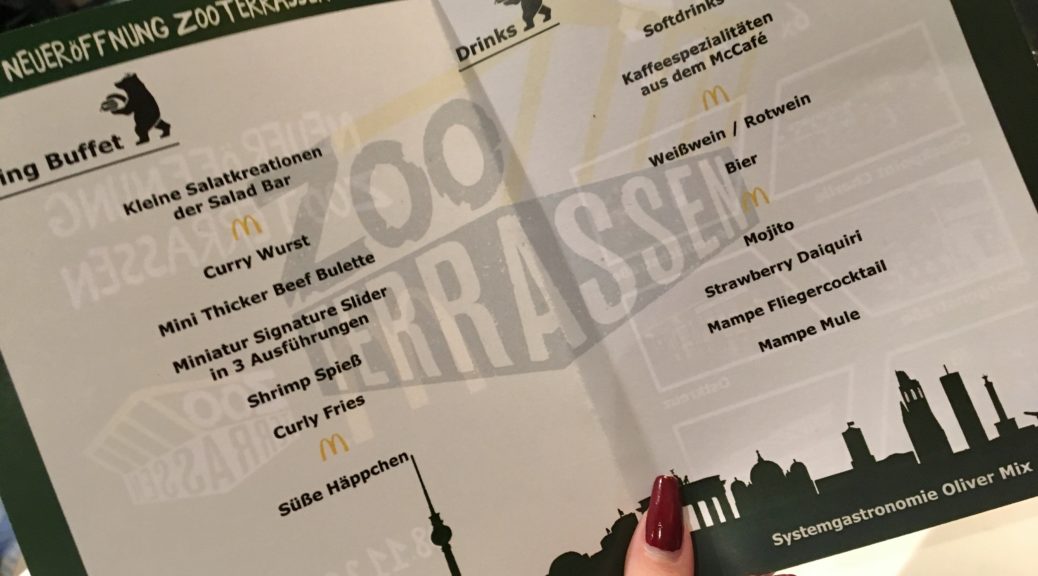 NEUERÖFFNUNG ZOO TERRASSEN
ing Buffet
Kleine Salatkreationen
der Salad Bar
Curry Wurst
Mini Thicker Beef Bulette
Miniatur Signature Slider
in 3 Ausführungen
Shrimp Spieß
Curly Fries
Süße Häppchen
ZOO
TERRASSEN
Drinks
Softdrinks
Kaffeespezialitäten
aus dem McCafé
Weißwein / Rotwein
Bier
Mojito
Strawberry Daiquiri
Mampe Fliegercocktail
Mampe Mule
Systemgastronomie Oliver Mix